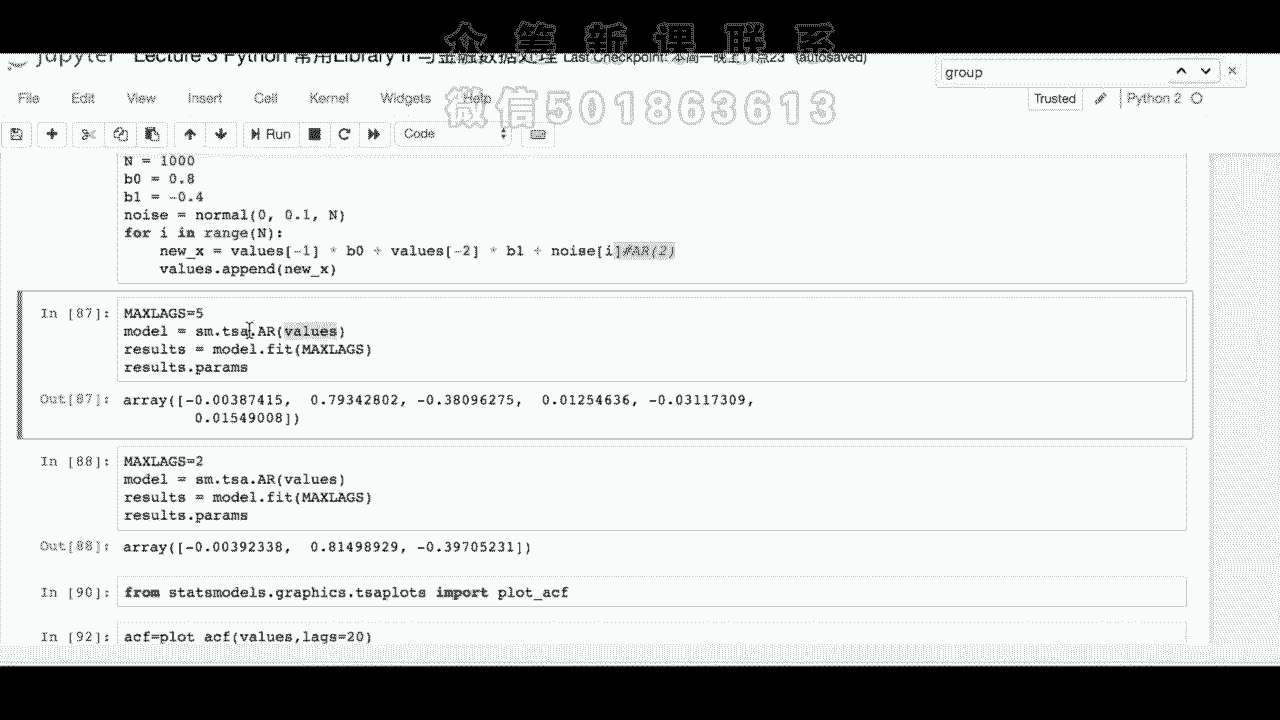 众筹新课联系
微信501863613
jupyter Lecture 3 Python 常用Library II 与金融数据处理 Last Checkpoint: 本周一晚上11点23 (autosaved)
group
File Edit View Insert Cell Kernel Widgets Help
Trusted Python 2
Run Code
N = 1000
b0 = 0.8
b1 = -0.4
noise = normal(0, 0.1, N)
for i in range(N):
new_x = values[-1] * b0 + values[-2] * b1 + noise[i]#AR(2)
values.append(new_x)
In [87]: MAXLAGS=5
model = sm.tsa.AR(values)
results = model.fit(MAXLAGS)
results.params
Out[87]: array([-0.00387415, 0.79342802, -0.38096275, 0.01254636, -0.03117309,
0.01549008])
In [88]: MAXLAGS=2
model = sm.tsa.AR(values)
results = model.fit(MAXLAGS)
results.params
Out[88]: array([-0.00392338, 0.81498929, -0.39705231])
In [90]: from statsmodels.graphics.tsaplots import plot_acf
In [92]: acf=plot_acf(values,lags=20)